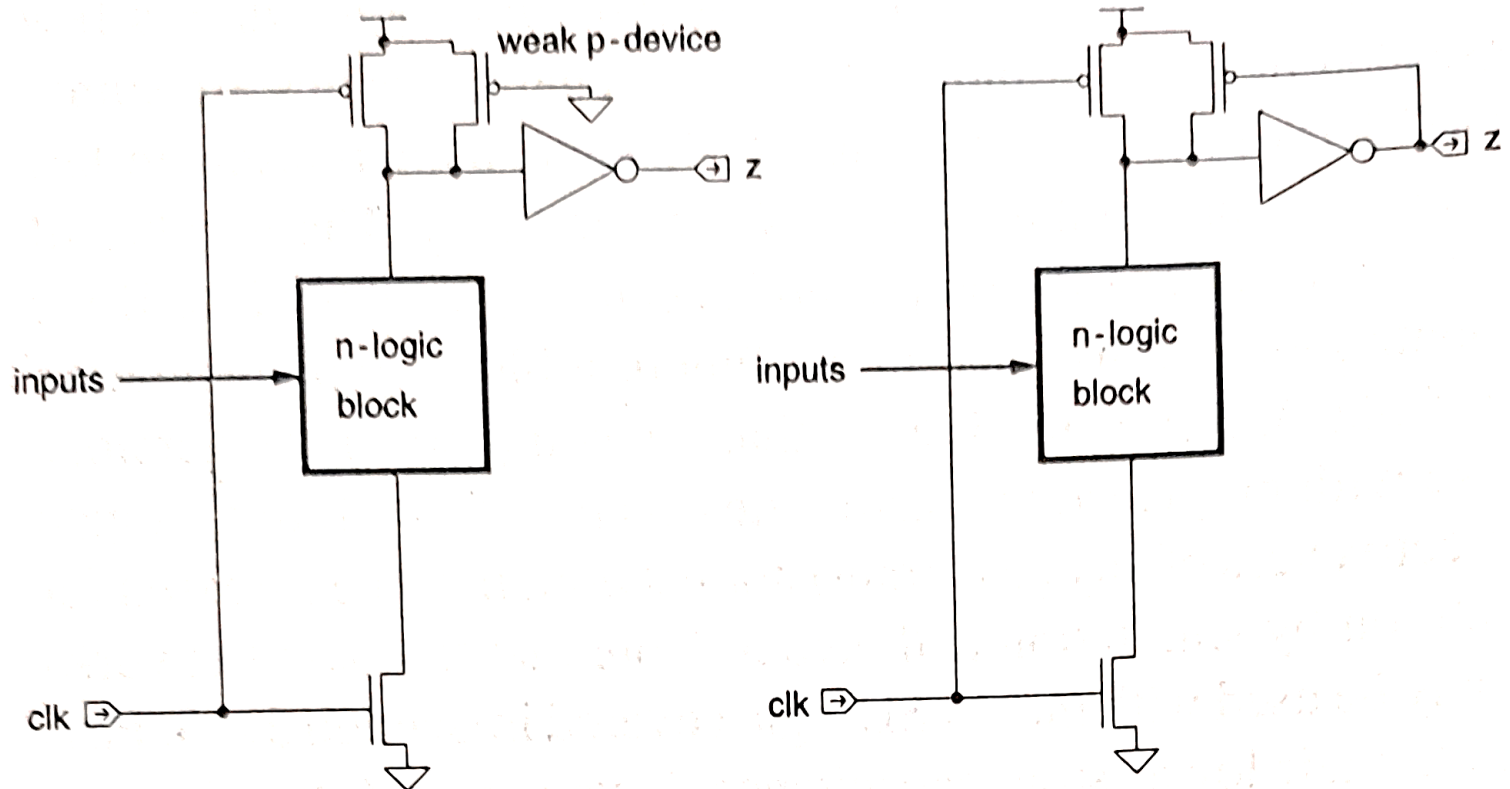 weak p-device
z
n-logic
block
inputs
clk
z
n-logic
block
inputs
clk